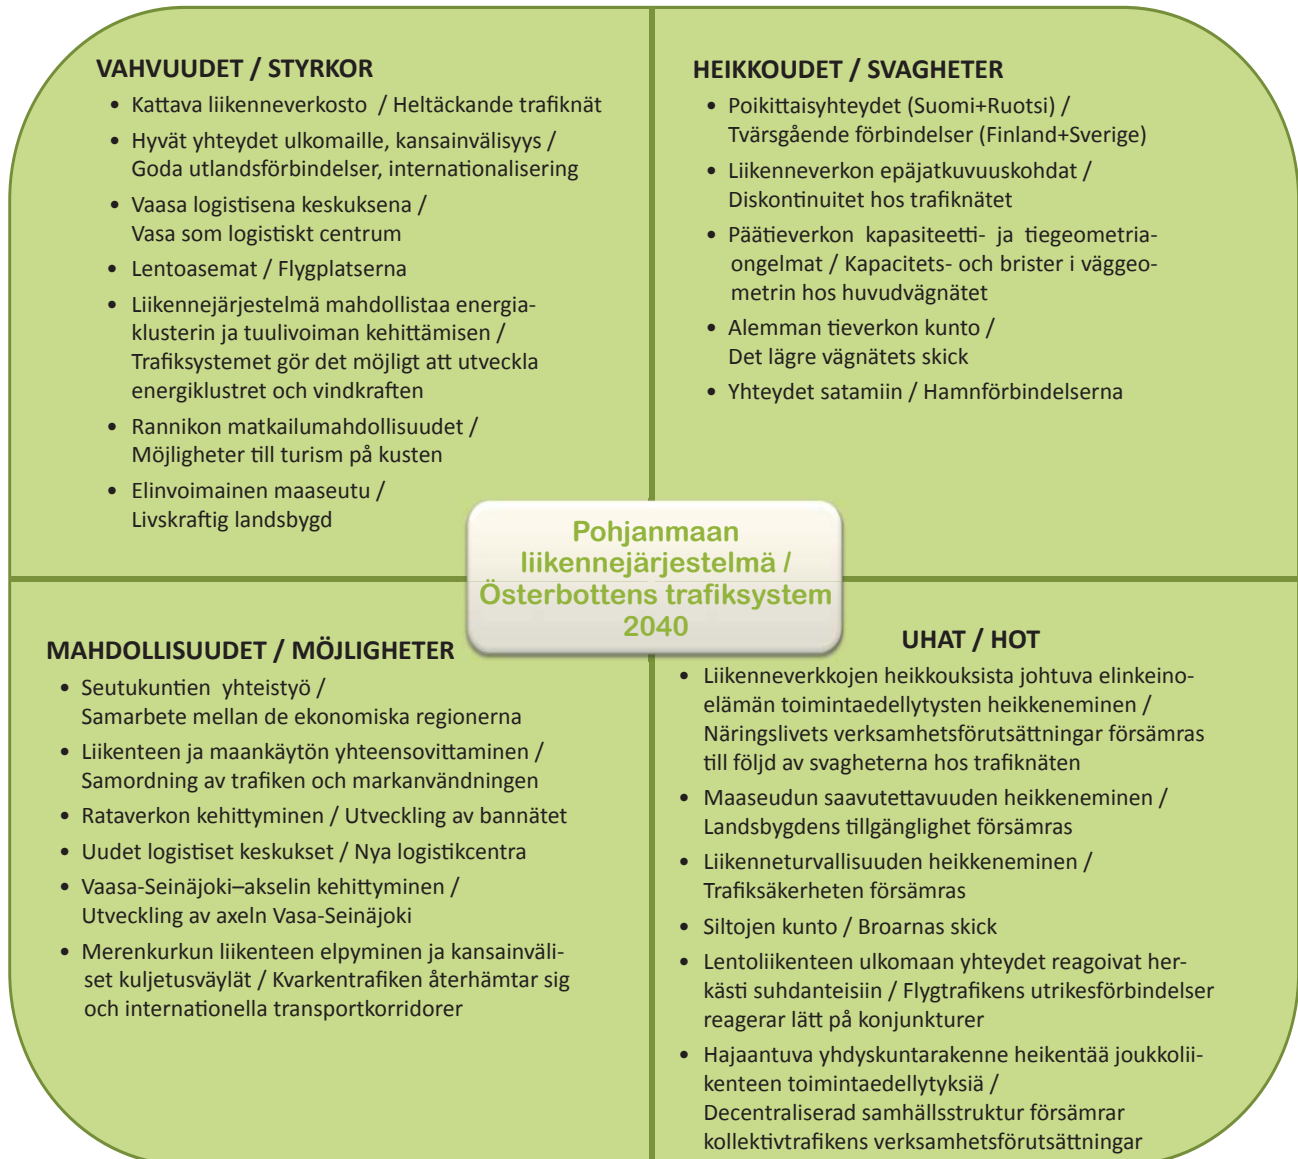 VAHVUUDET / STYRKOR
• Kattava liikenneverkosto / Heltäckande trafiknät
• Hyvät yhteydet ulkomaille, kansainvälisyys /
Goda utlandsförbindelser, internationalisering
• Vaasa logistisena keskuksena /
Vasa som logistiskt centrum
• Lentoasemat / Flygplatserna
• Liikennejärjestelmä mahdollistaa energia-
klusterin ja tuulivoiman kehittämisen /
Trafiksystemet gör det möjligt att utveckla
energiklustret och vindkraften
• Rannikon matkailumahdollisuudet /
Möjligheter till turism på kusten
• Elinvoimainen maaseutu /
Livskraftig landsbygd
HEIKKOUDET / SVAGHETER
• Poikittaisyhteydet (Suomi+Ruotsi) /
Tvärsgående förbindelser (Finland+Sverige)
• Liikenneverkon epäjatkuvuuskohdat /
Diskontinuitet hos trafiknätet
• Päätieverkon kapasiteetti- ja tiegeometria-
ongelmat / Kapacitets- och brister i väggeo-
metrin hos huvudvägnätet
• Alemman tieverkon kunto /
Det lägre vägnätets skick
• Yhteydet satamiin / Hamnförbindelserna
Pohjanmaan
liikennejärjestelmä /
Österbottens trafiksystem
2040
MAHDOLLISUUDET / MÖJLIGHETER
• Seutukuntien yhteistyö /
Samarbete mellan de ekonomiska regionerna
• Liikenteen ja maankäytön yhteensovittaminen /
Samordning av trafiken och markanvändningen
• Rataverkon kehittyminen / Utveckling av bannätet
• Uudet logistiset keskukset / Nya logistikcentra
• Vaasa-Seinäjoki–akselin kehittyminen /
Utveckling av axeln Vasa-Seinäjoki
• Merenkurkun liikenteen elpyminen ja kansainväli-
set kuljetusväylät / Kvarkentrafiken återhämtar sig
och internationella transportkorridorer
UHAT / HOT
• Liikenneverkkojen heikkouksista johtuva elinkeino-
elämän toimintaedellytysten heikkeneminen /
Näringslivets verksamhetsförutsättningar försämras
till följd av svagheterna hos trafiknäten
• Maaseudun saavutettavuuden heikkeneminen /
Landsbygdens tillgänglighet försämras
• Liikenneturvallisuuden heikkeneminen /
Trafiksäkerheten försämras
• Siltojen kunto / Broarnas skick
• Lentoliikenteen ulkomaan yhteydet reagoivat her-
kästi suhdanteisiin / Flygtrafikens utrikesförbindelser
reagerar lätt på konjunkturer
• Hajaantuva yhdyskuntarakenne heikentää joukkolii-
kenteen toimintaedellytyksiä /
Decentraliserad samhällsstruktur försämrar
kollektivtrafikens verksamhetsförutsättningar